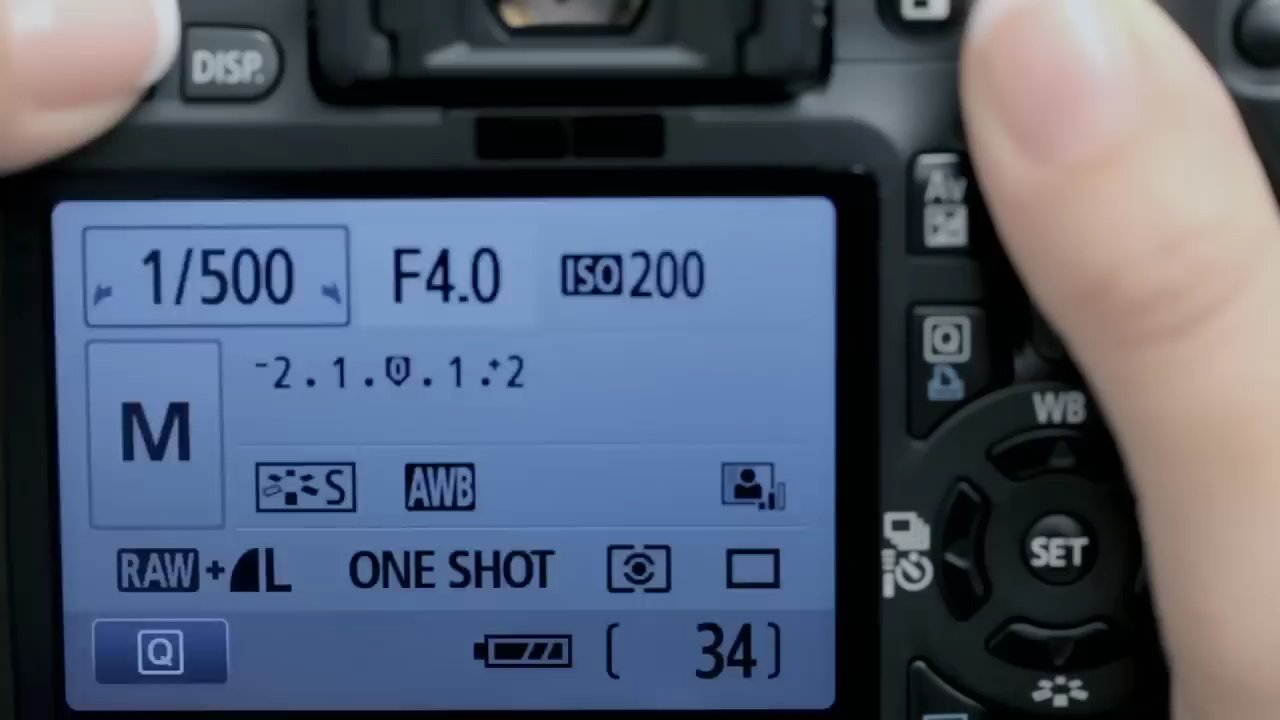 DISP.
Av
1/500 F4.0 ISO 200
Q
-2.1.0.1.+2
WB
M
S AWB
SET
RAW+L ONE SHOT
Q [ 34]